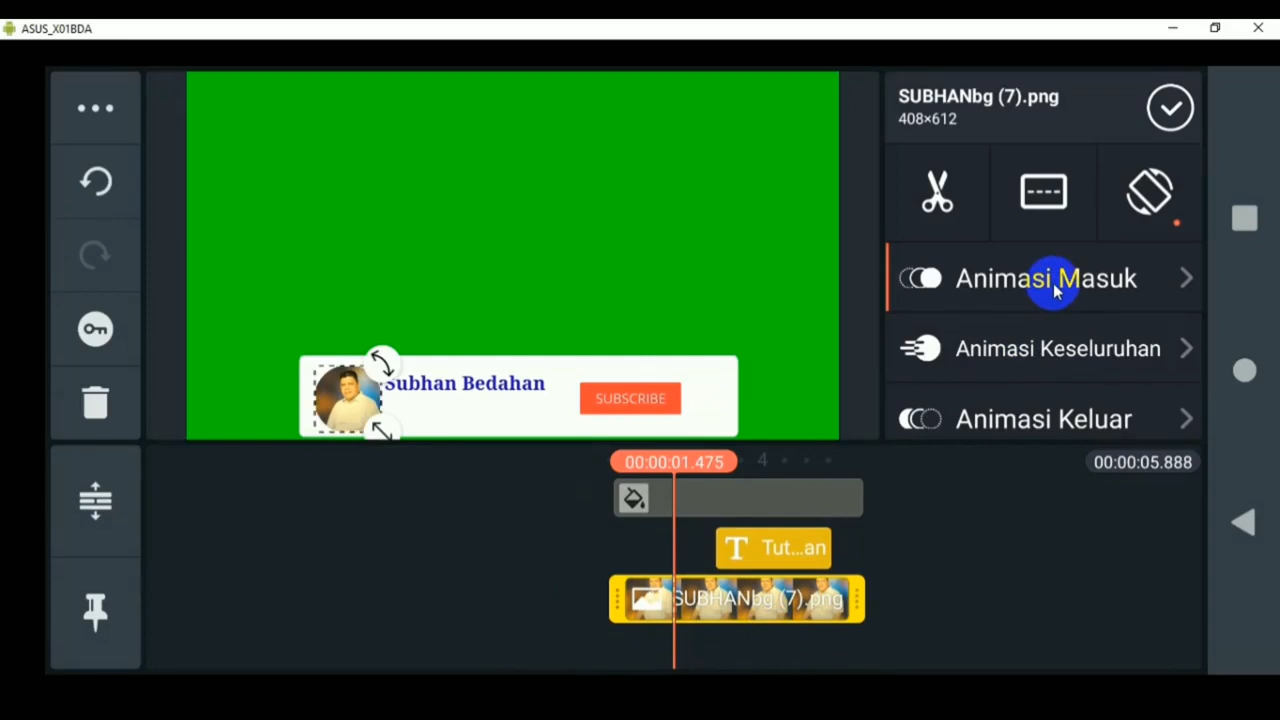 ASUS_X01BDA
SUBHANbg (7).png
408×612
Animasi Masuk
Animasi Keseluruhan
Animasi Keluar
Subhan Bedahan
SUBSCRIBE
00:00:01.475
4
00:00:05.888
T Tut...an
SUBHANbg (7).png